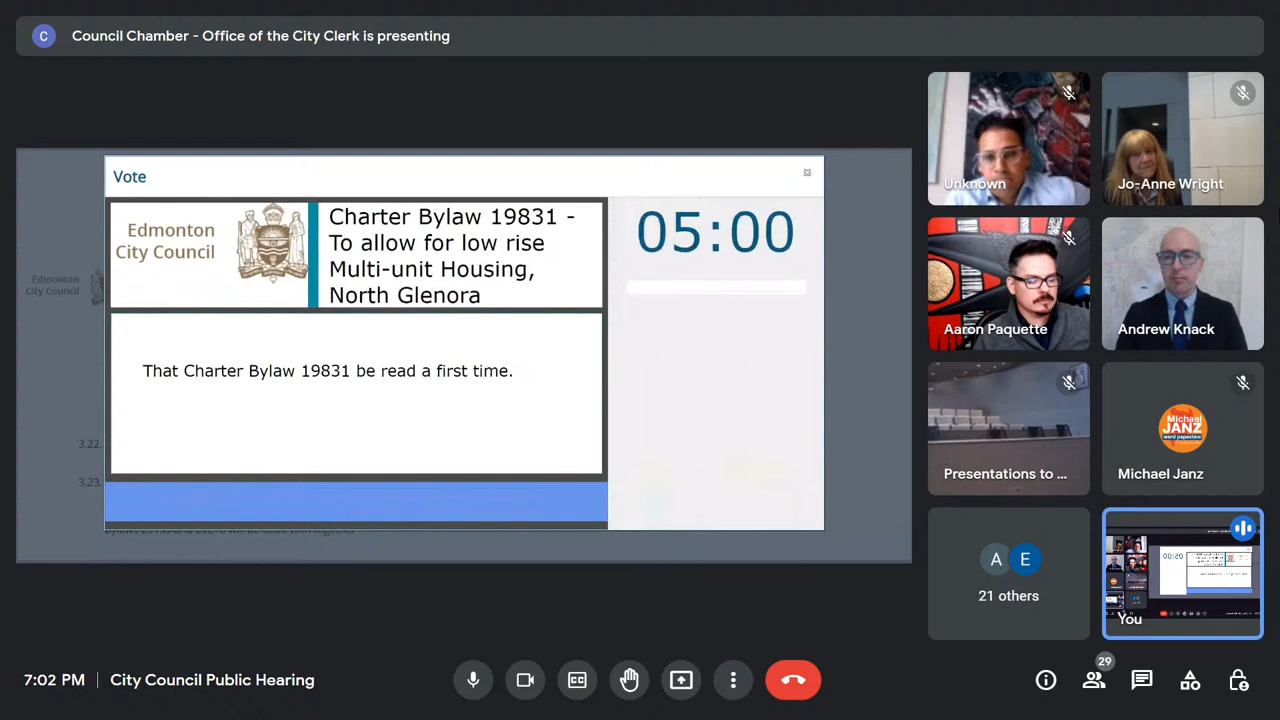 C
Council Chamber - Office of the City Clerk is presenting
Vote
Edmonton
City Council
Charter Bylaw 19831 -
To allow for low rise
Multi-unit Housing,
North Glenora
05:00
That Charter Bylaw 19831 be read a first time.
Edmonton
City Council
3.22.
3.23.
Unknown
Jo-Anne Wright
Aaron Paquette
Andrew Knack
Presentations to ...
Michael
JANZ
ward papastew
Michael Janz
A
E
21 others
You
7:02 PM
City Council Public Hearing
29